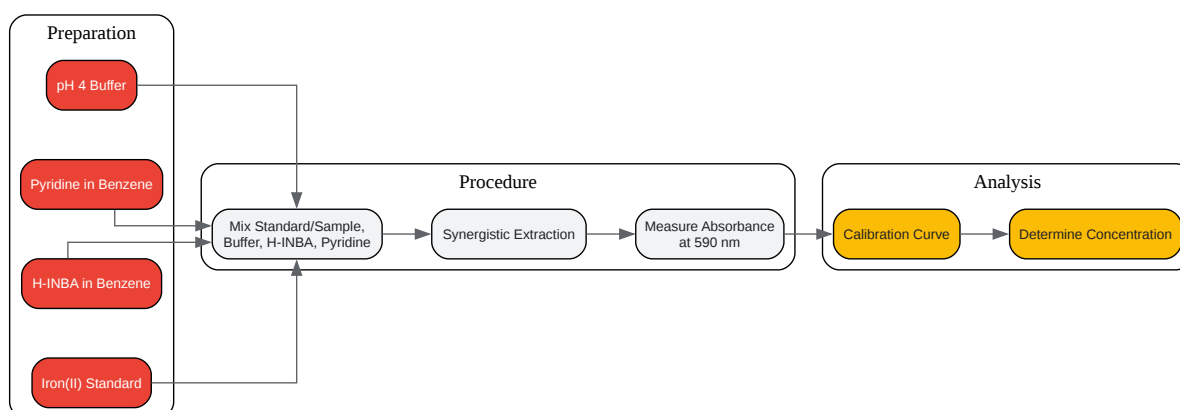 Preparation
pH 4 Buffer
Pyridine in Benzene
H-INBA in Benzene
Iron(II) Standard
Procedure
Mix Standard/Sample,
Buffer, H-INBA, Pyridine
Synergistic Extraction
Measure Absorbance
at 590 nm
Analysis
Calibration Curve
Determine Concentration